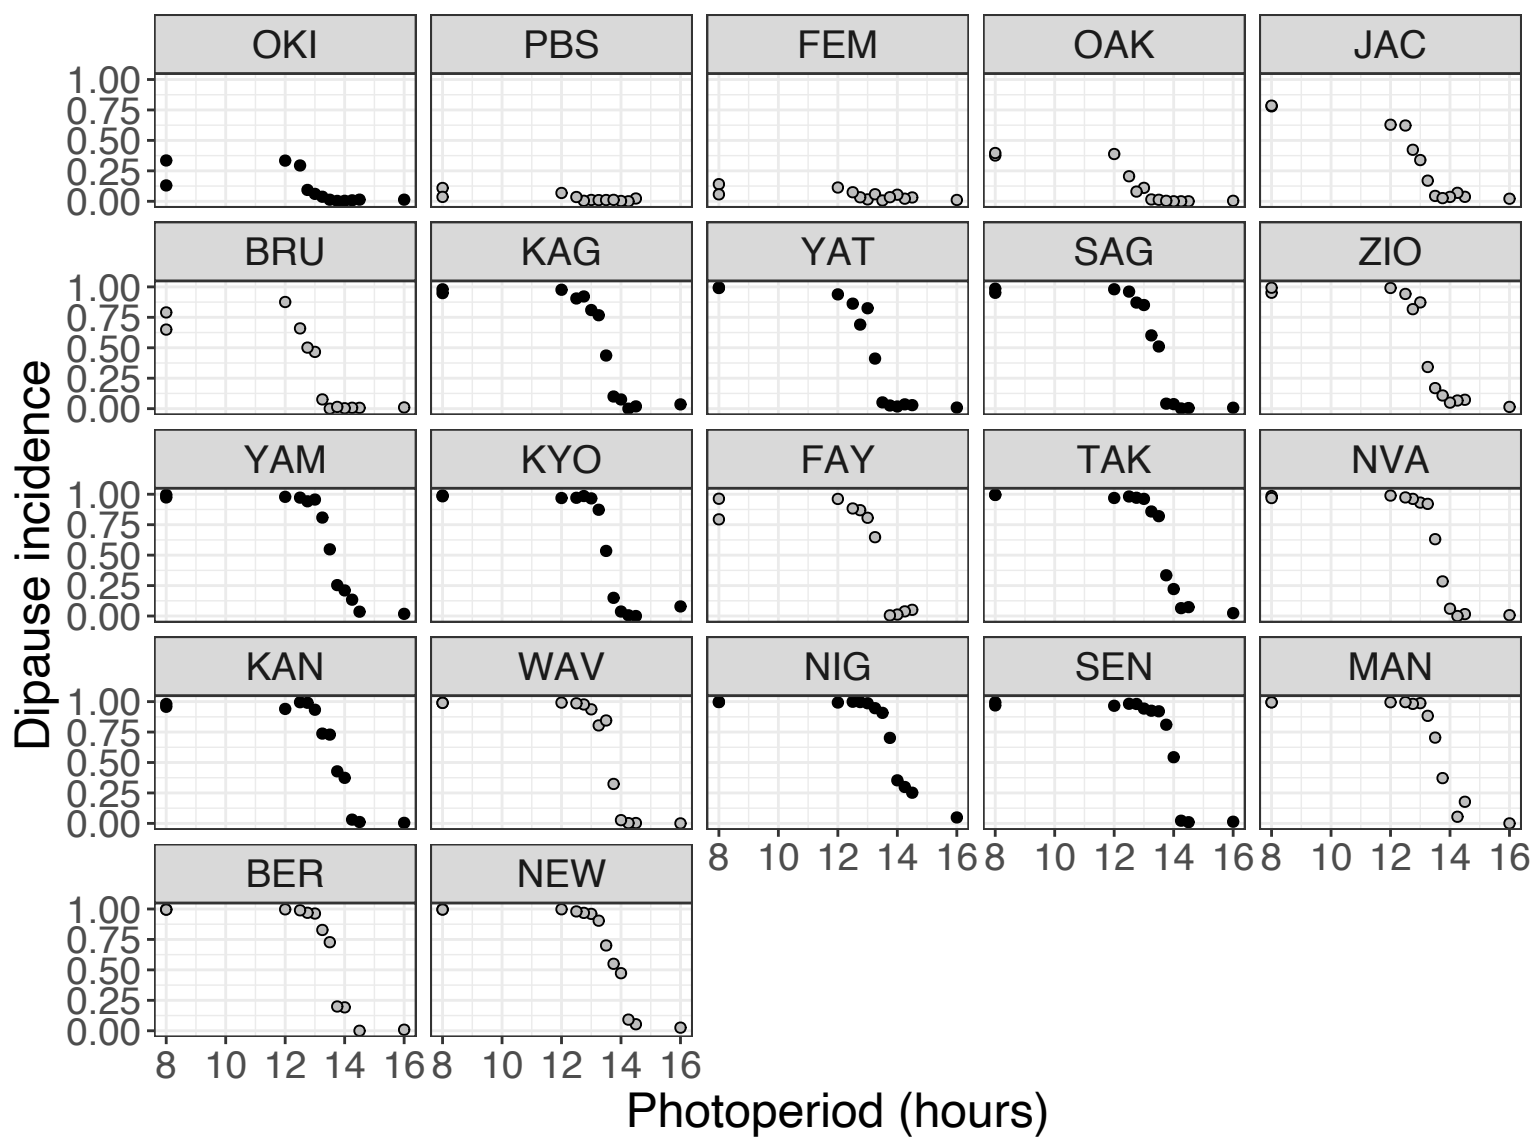 OKI PBS FEM OAK JAC
1.00
0.75
0.50
0.25
0.00
BRU KAG YAT SAG ZIO
1.00
0.75
0.50
0.25
0.00
YAM KYO FAY TAK NVA
1.00
0.75
0.50
0.25
0.00
KAN WAV NIG SEN MAN
1.00
0.75
0.50
0.25
0.00
8 10 12 14 16 8 10 12 14 16 8 10 12 14 16
BER NEW
1.00
0.75
0.50
0.25
0.00
8 10 12 14 16 8 10 12 14 16
Dipause incidence
Photoperiod (hours)